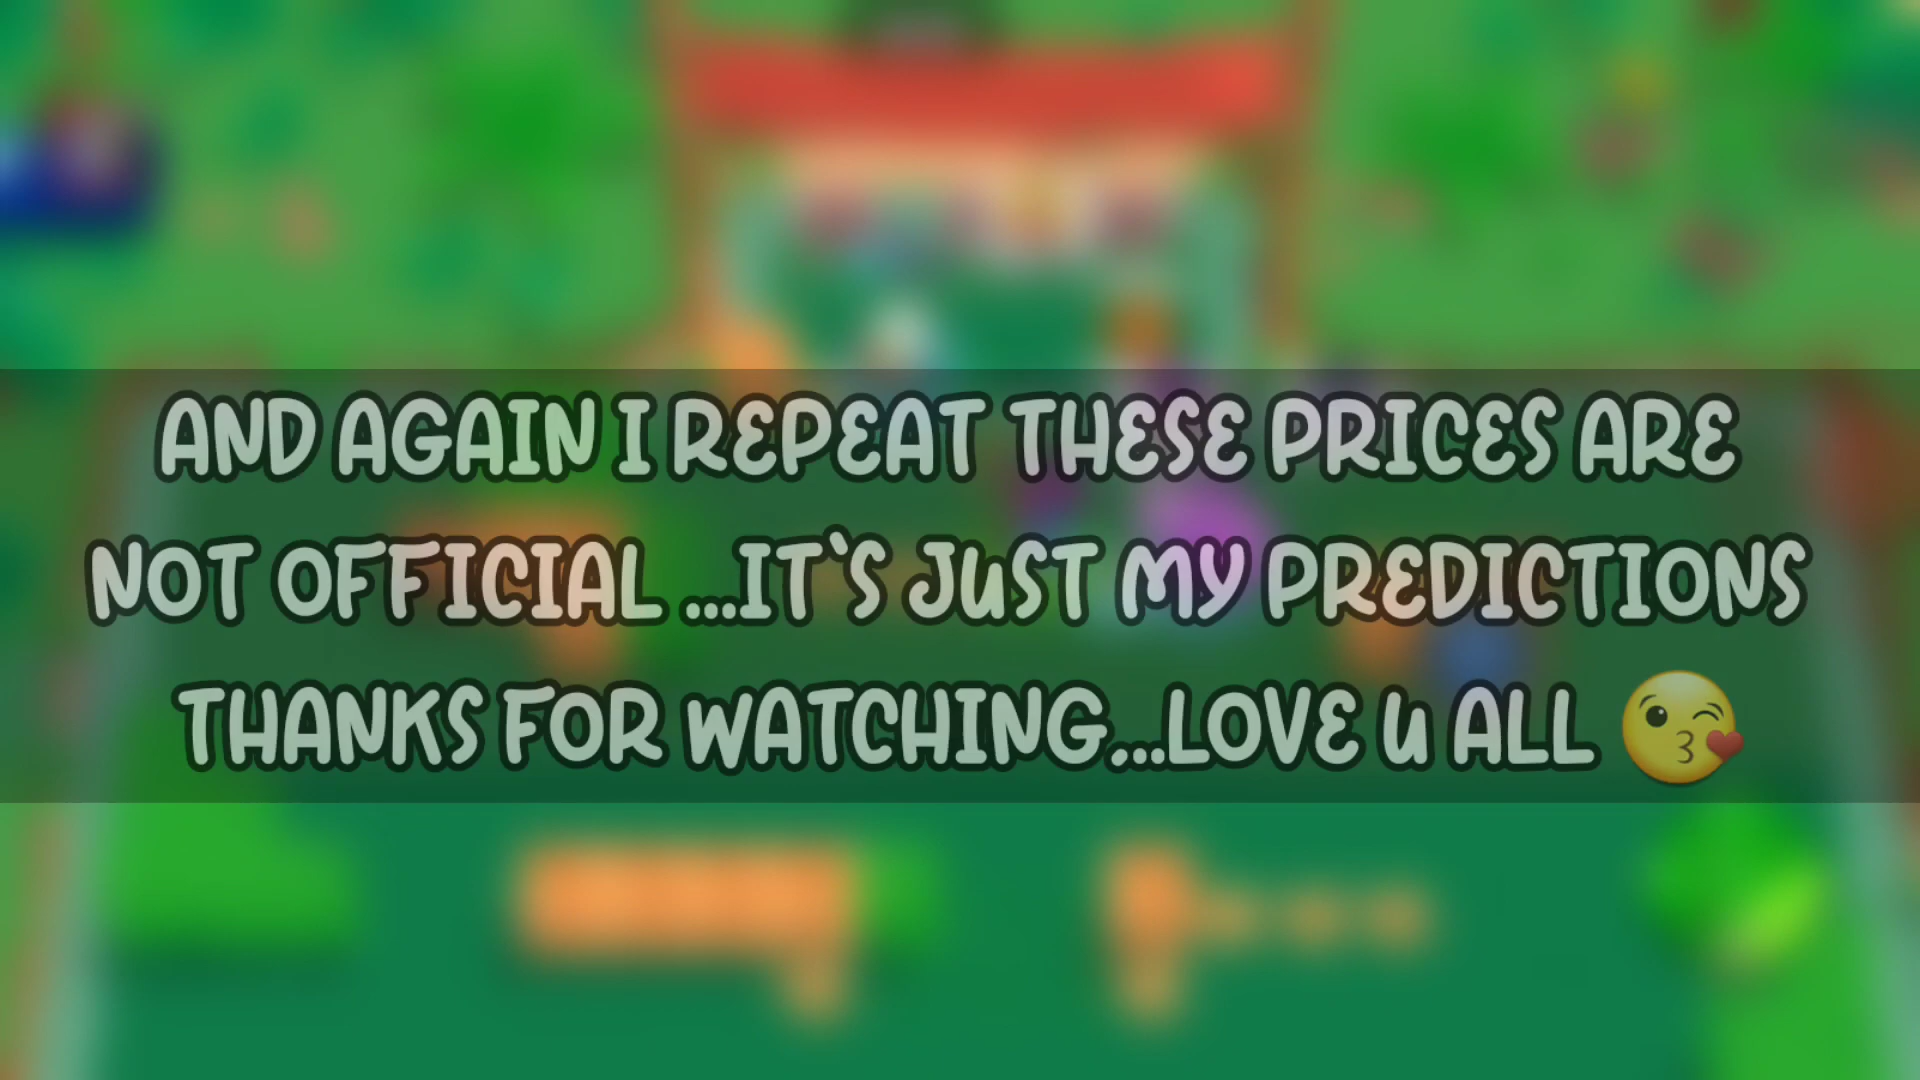 AND AGAIN I REPEAT THESE PRICES ARE
NOT OFFICIAL ...IT'S JUST MY PREDICTIONS
THANKS FOR WATCHING...LOVE U ALL 😘